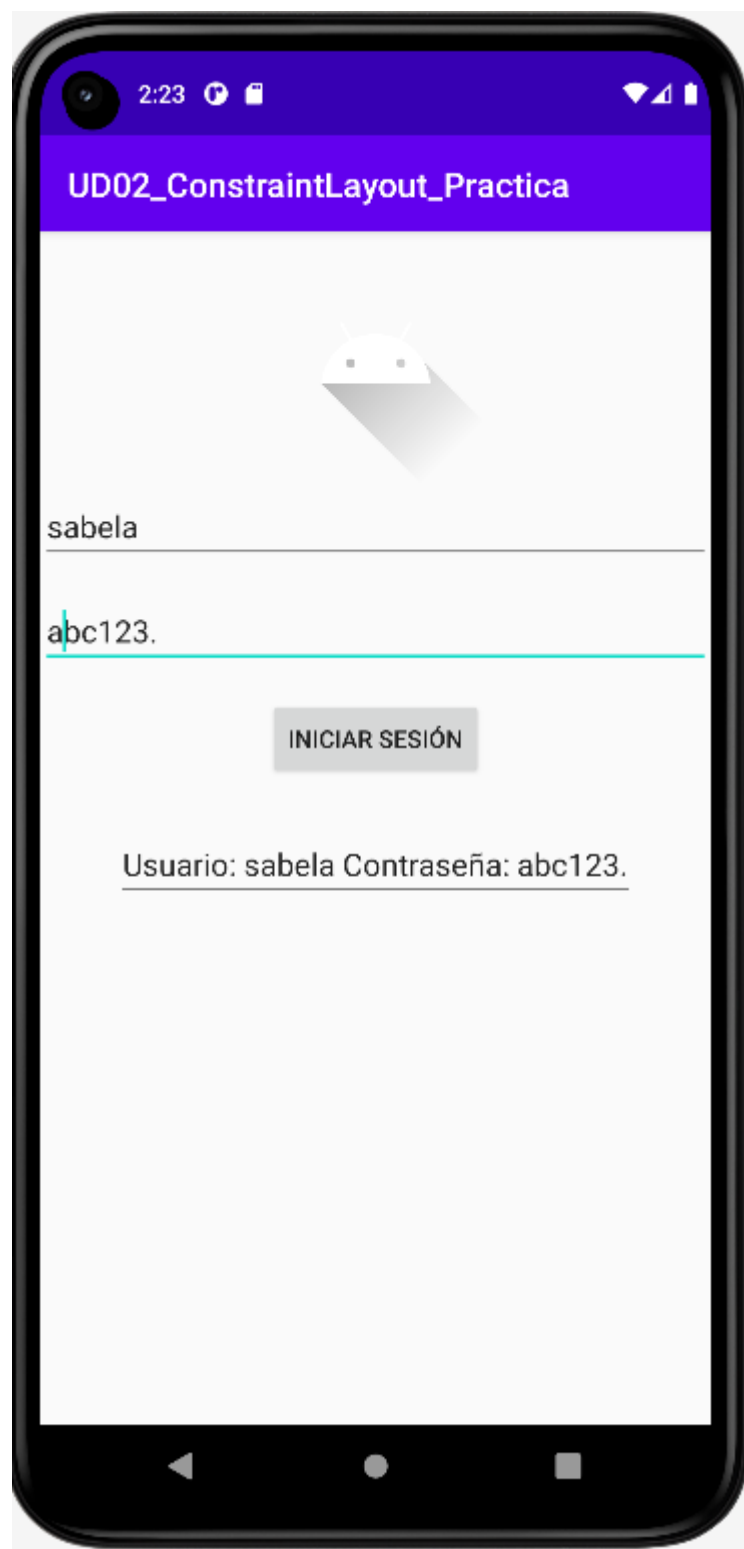 2:23
UD02_ConstraintLayout_Practica
sabela
abc123.
INICIAR SESIÓN
Usuario: sabela Contraseña: abc123.